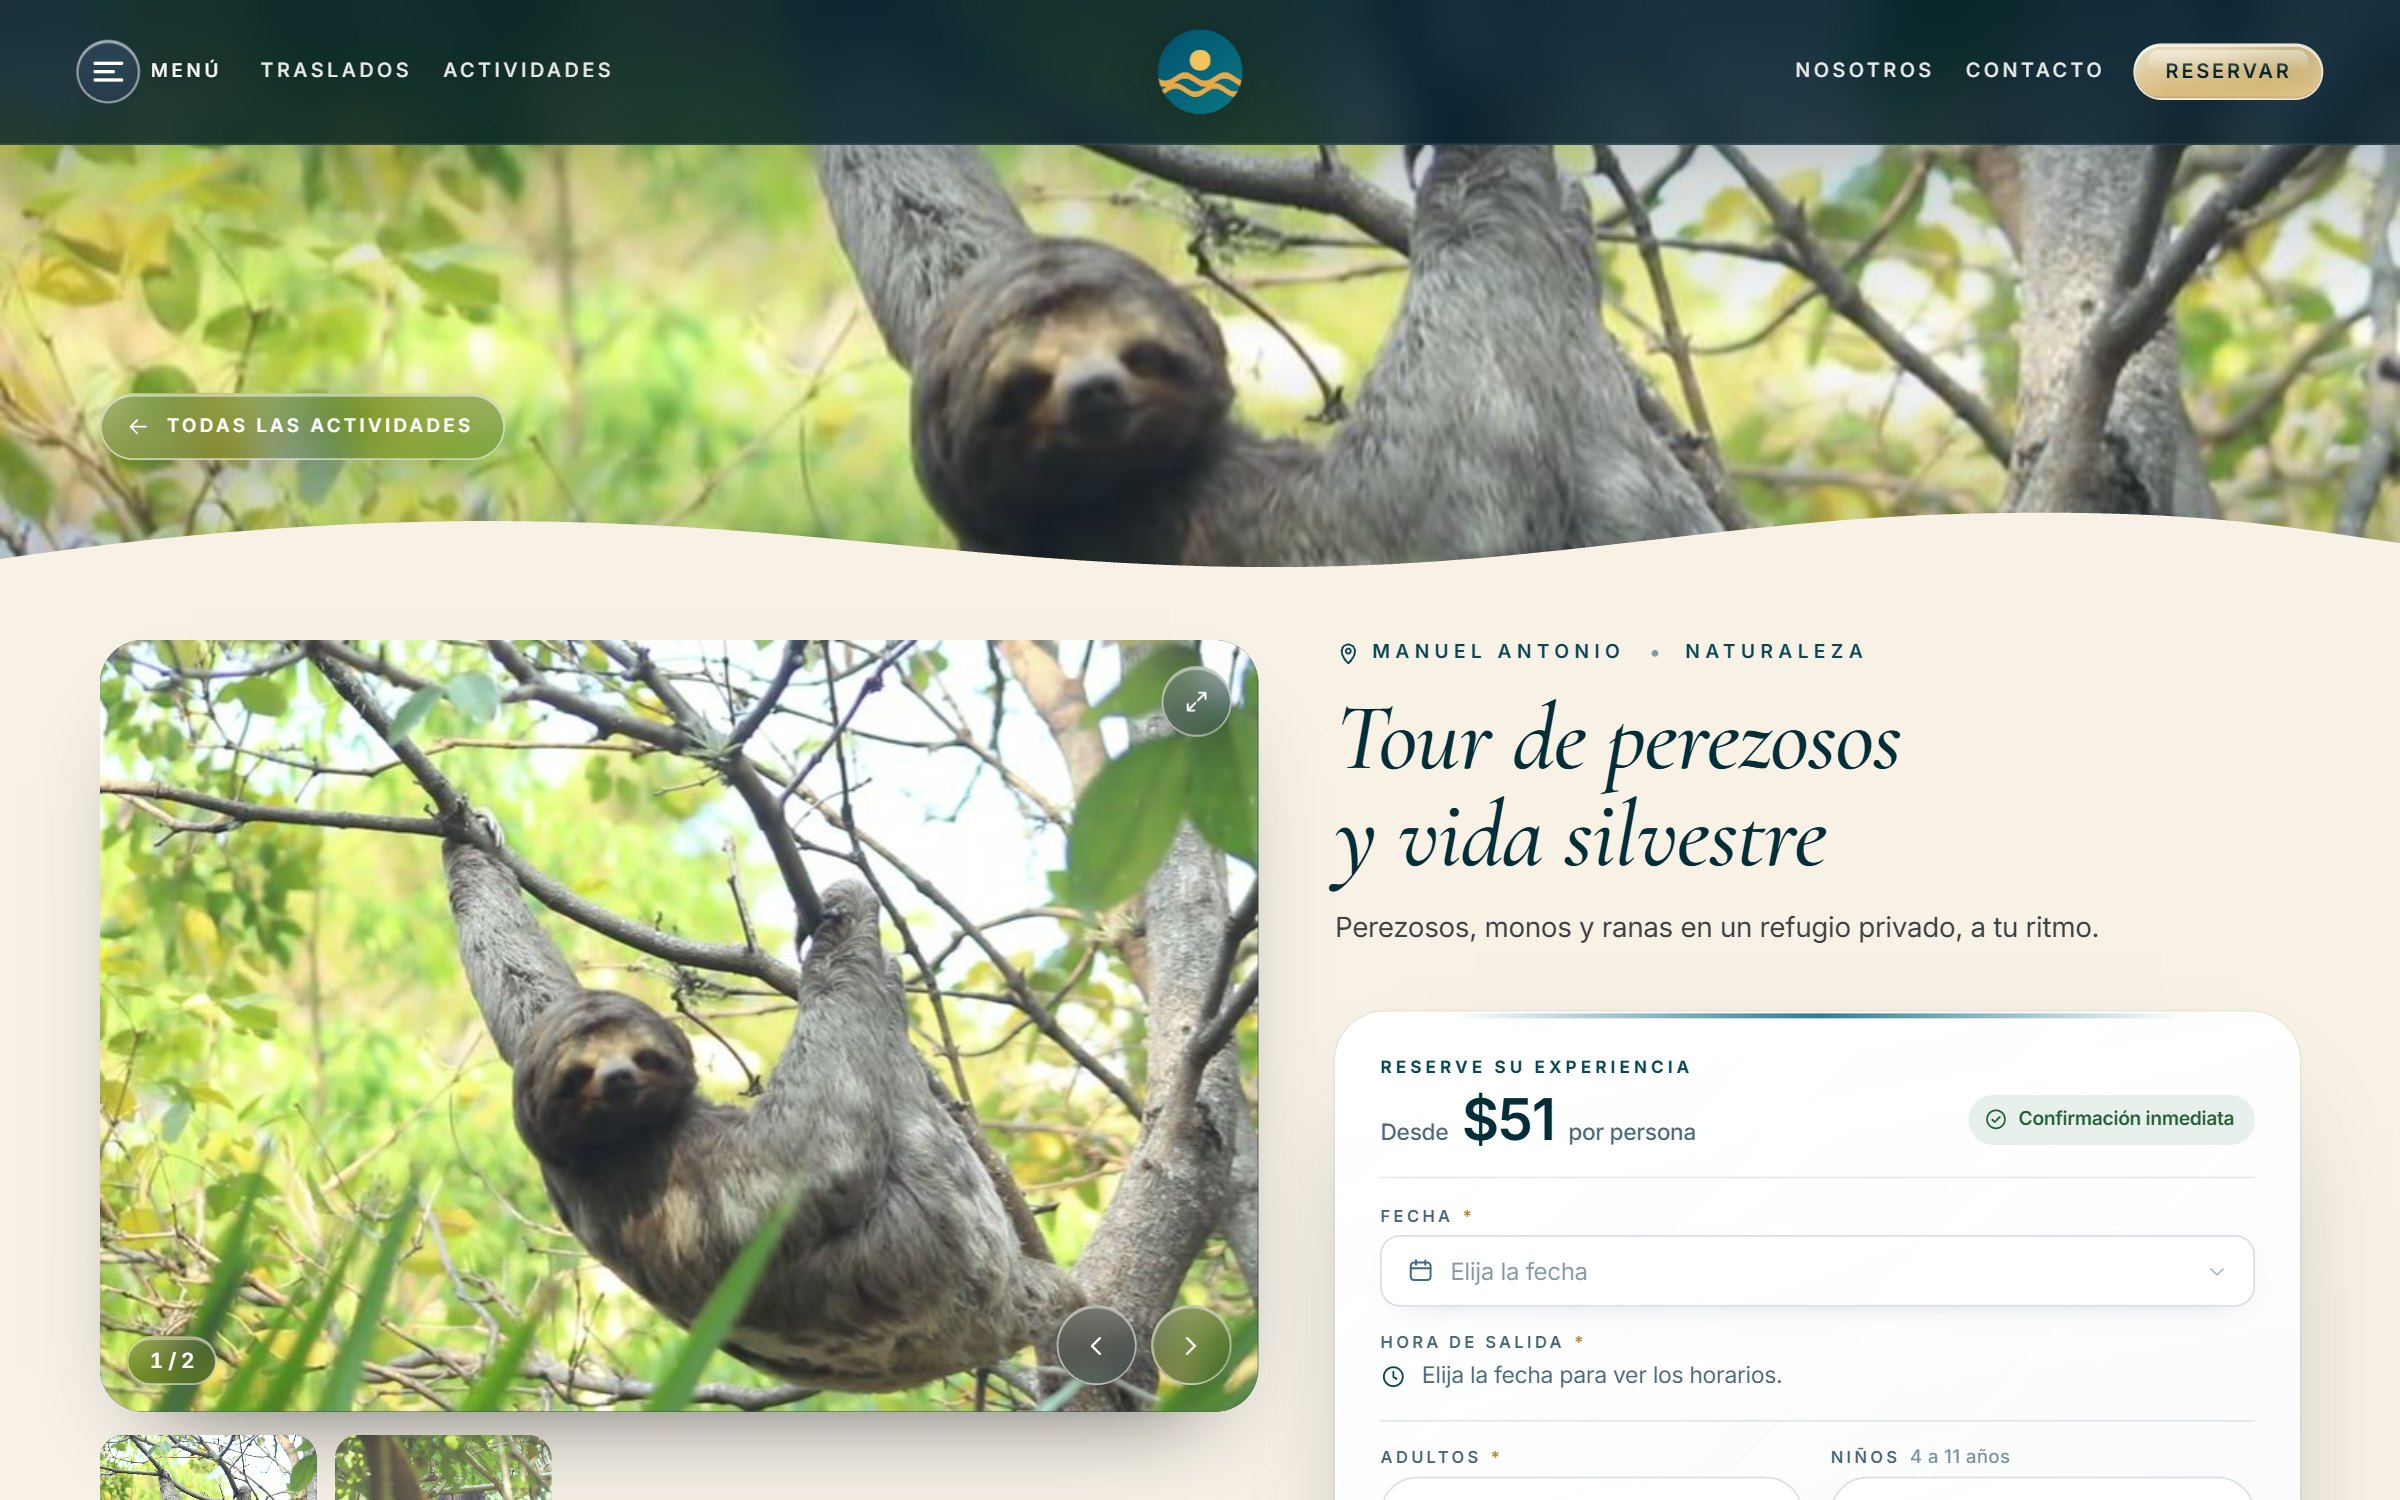 MENÚ TRASLADOS ACTIVIDADES NOSOTROS CONTACTO RESERVAR
TODAS LAS ACTIVIDADES
1 / 2
MANUEL ANTONIO • NATURALEZA
Tour de perezosos
y vida silvestre
Perezosos, monos y ranas en un refugio privado, a tu ritmo.
RESERVE SU EXPERIENCIA
Desde $51 por persona
Confirmación inmediata
FECHA *
Elija la fecha
HORA DE SALIDA *
Elija la fecha para ver los horarios.
ADULTOS *
NIÑOS 4 a 11 años